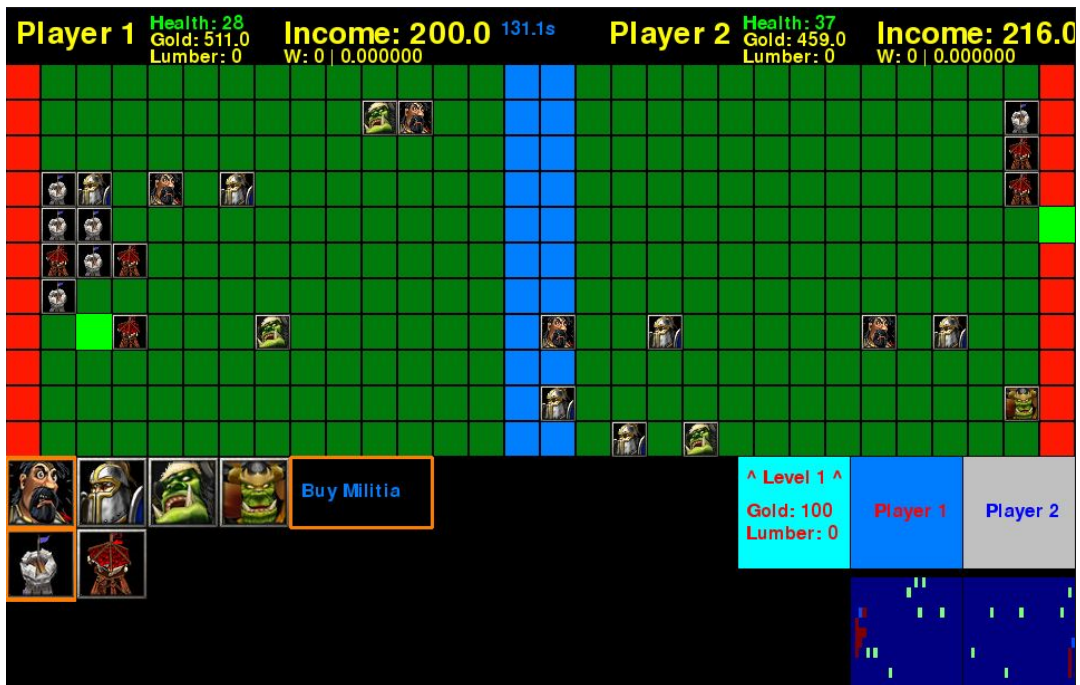 Player 1
Health: 28
Gold: 511.0
Lumber: 0
Income: 200.0
W: 0 | 0.000000
131.1s
Player 2
Health: 37
Gold: 459.0
Lumber: 0
Income: 216.0
W: 0 | 0.000000
Buy Militia
^ Level 1 ^
Gold: 100
Lumber: 0
Player 1
Player 2